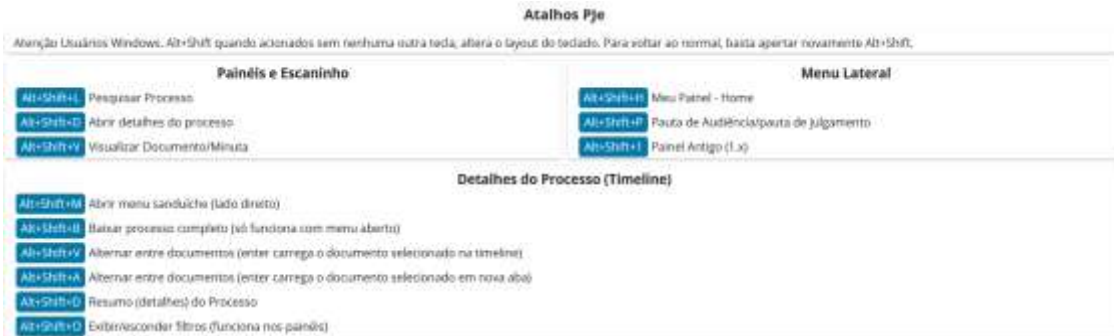 Atalhos PJe
Atenção Usuários Windows. Alt+Shift quando acionados sem nenhuma outra tecla, altera o layout do teclado. Para voltar ao normal, basta apertar novamente Alt+Shift.
Painéis e Escaninho
Alt+Shift+L Pesquisar Processo
Alt+Shift+D Abrir detalhes do processo
Alt+Shift+V Visualizar Documento/Minuta
Menu Lateral
Alt+Shift+H Meu Painel - Home
Alt+Shift+P Pauta de Audiência/pauta de julgamento
Painel Antigo (1.x)
Detalhes do Processo (Timeline)
Alt+Shift+M Abrir menu sanduíche (lado direito)
Alt+Shift+B Baixar processo completo (só funciona com menu aberto)
Alt+Shift+V Alternar entre documentos (enter carrega o documento selecionado na timeline)
Alt+Shift+A Alternar entre documentos (enter carrega o documento selecionado em nova aba)
Alt+Shift+D Resumo (detalhes) do Processo
Exibir/esconder filtros (funciona nos painéis)